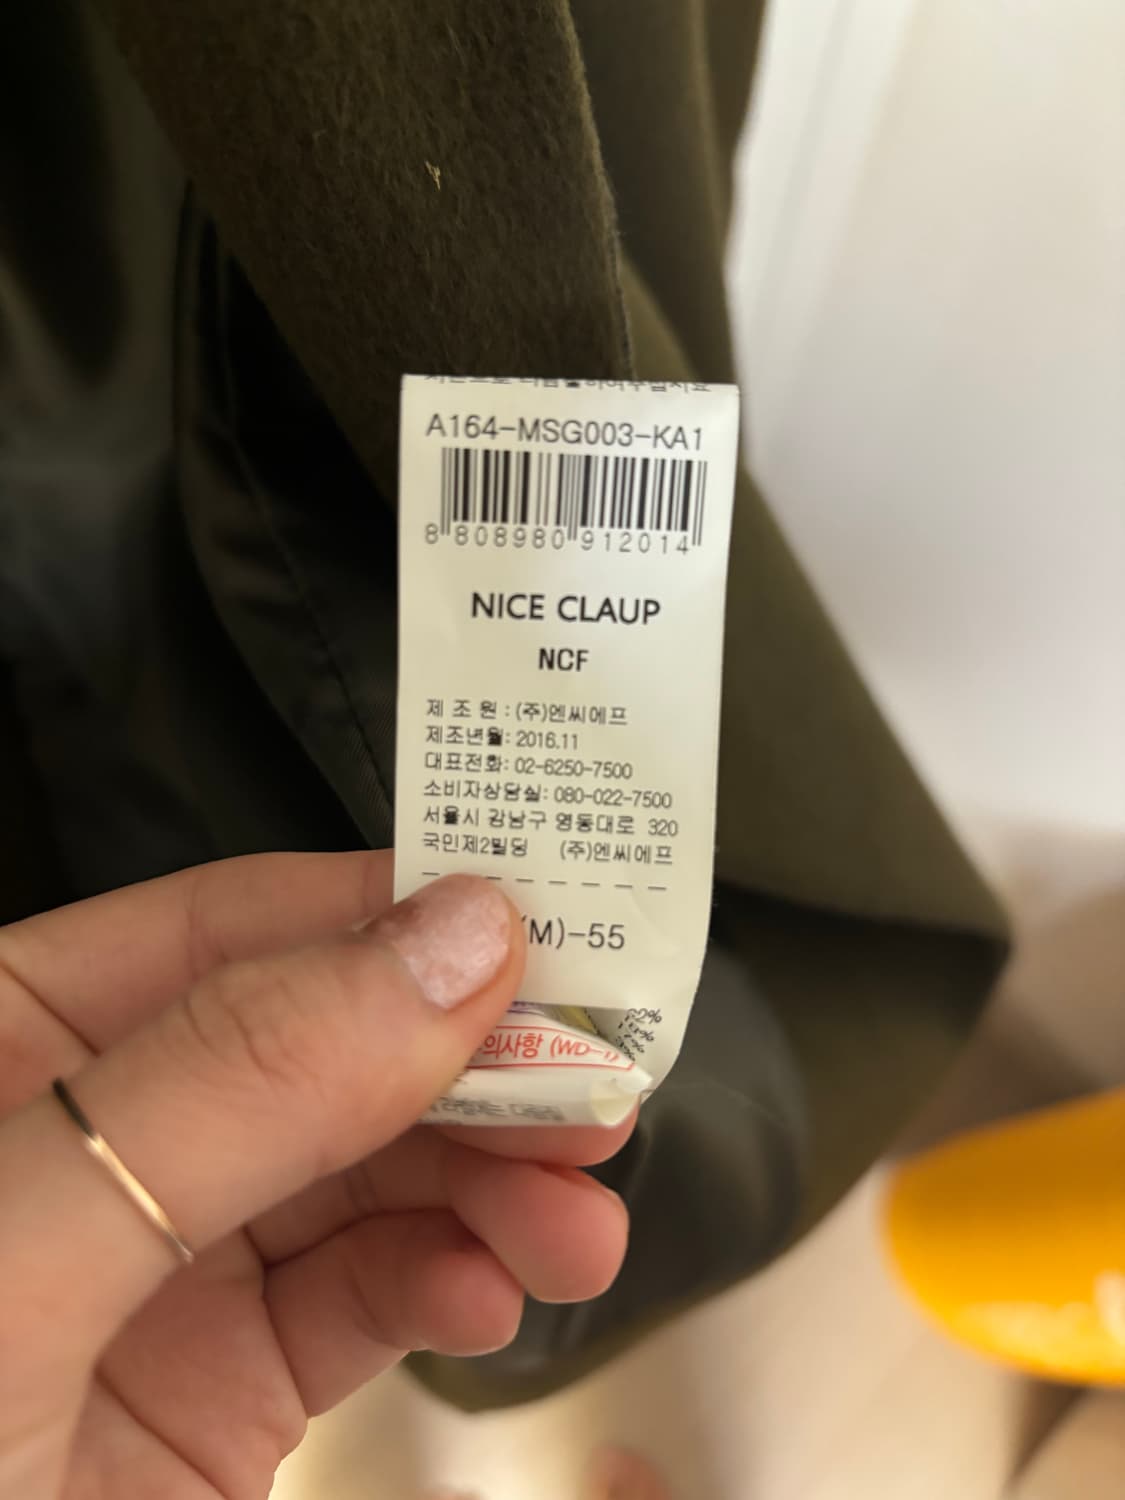 A164-MSG003-KA1
8 808980 912014
NICE CLAUP
NCF
제 조 원 : (주)엔씨에프
제조년월: 2016.11
대표전화: 02-6250-7500
소비자상담실: 080-022-7500
서울시 강남구 영동대로 320
국민제2빌딩 (주)엔씨에프
(M)-55
의사항 (WD-1)